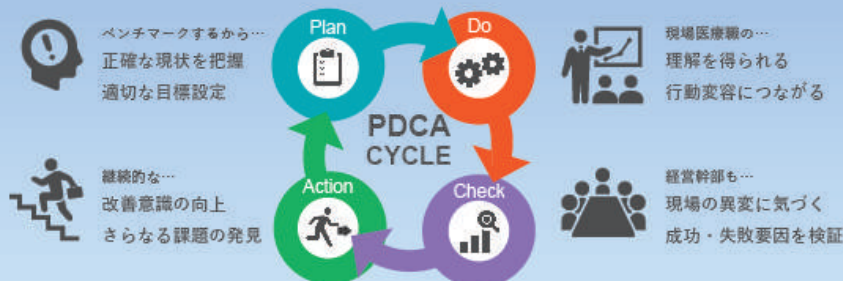 ベンチマークするから…
正確な現状を把握
適切な目標設定
Plan
Do
現場医療職の…
理解を得られる
行動変容につながる
PDCA
CYCLE
継続的な…
改善意識の向上
さらなる課題の発見
Action
Check
経営幹部も…
現場の異変に気づく
成功・失敗要因を検証